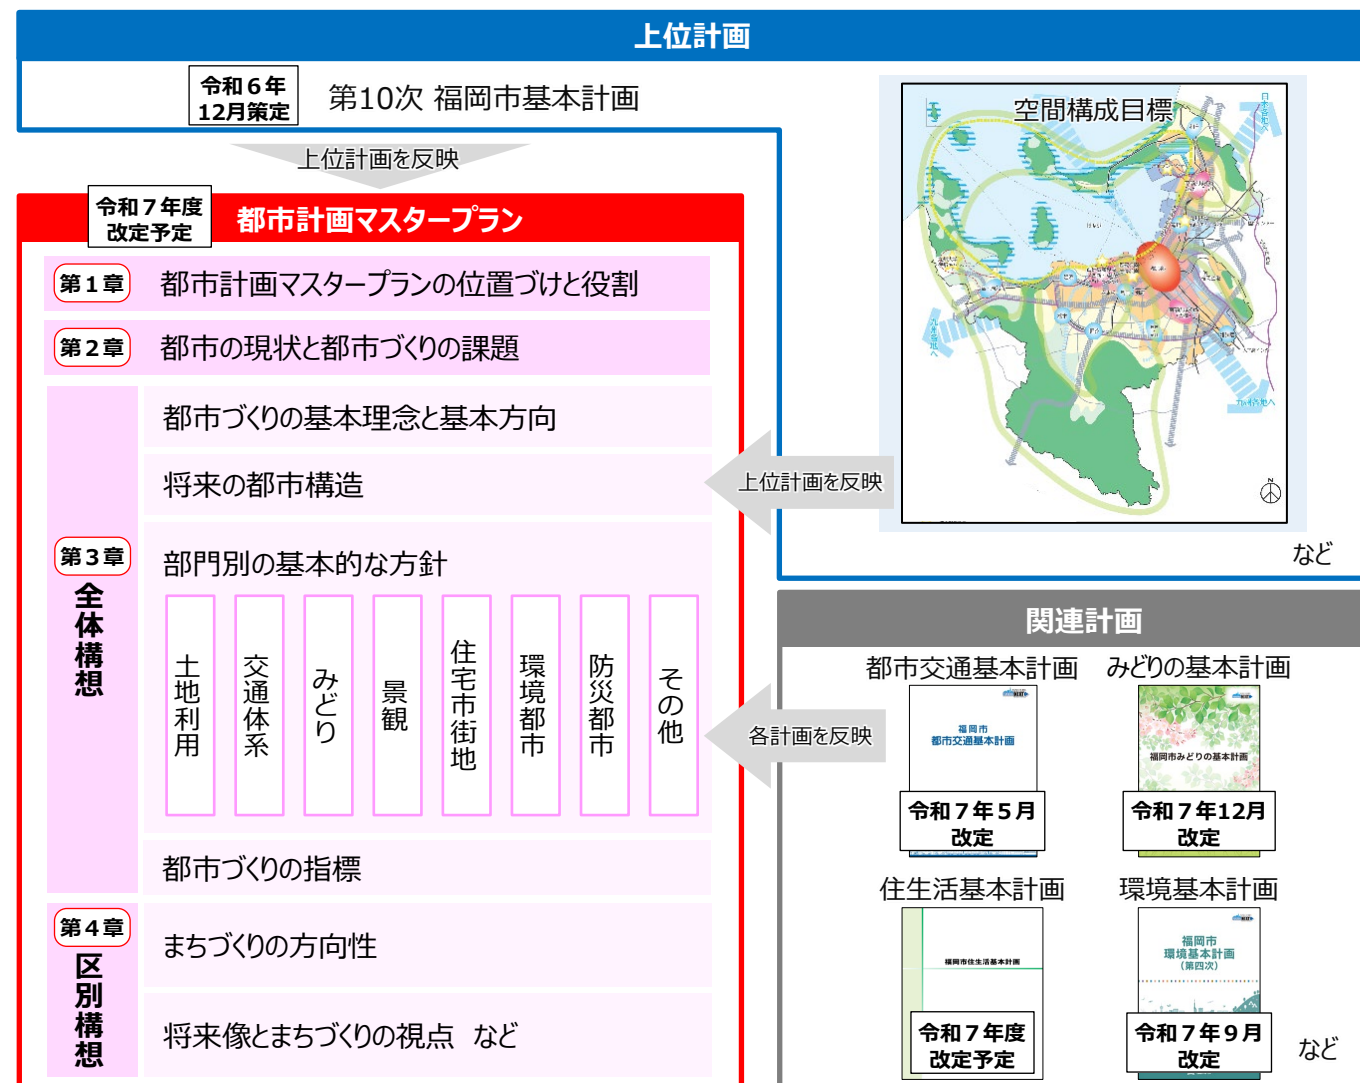 上位計画
令和６年
12月策定
第10次 福岡市基本計画
上位計画を反映
空間構成目標
日本各地へ
九州各地へ
九州各地へ
N
など
令和７年度
改定予定
都市計画マスタープラン
第１章
都市計画マスタープランの位置づけと役割
第２章
都市の現状と都市づくりの課題
第３章
全体構想
都市づくりの基本理念と基本方向
将来の都市構造
上位計画を反映
部門別の基本的な方針
土地利用
交通体系
みどり
景観
住宅市街地
環境都市
防災都市
その他
各計画を反映
都市づくりの指標
第４章
区別構想
まちづくりの方向性
将来像とまちづくりの視点 など
関連計画
都市交通基本計画
福岡市
都市交通基本計画
令和７年５月
改定
みどりの基本計画
福岡市みどりの基本計画
令和７年12月
改定
住生活基本計画
福岡市住生活基本計画
令和７年度
改定予定
環境基本計画
福岡市
環境基本計画
(第四次)
令和７年９月
改定
など